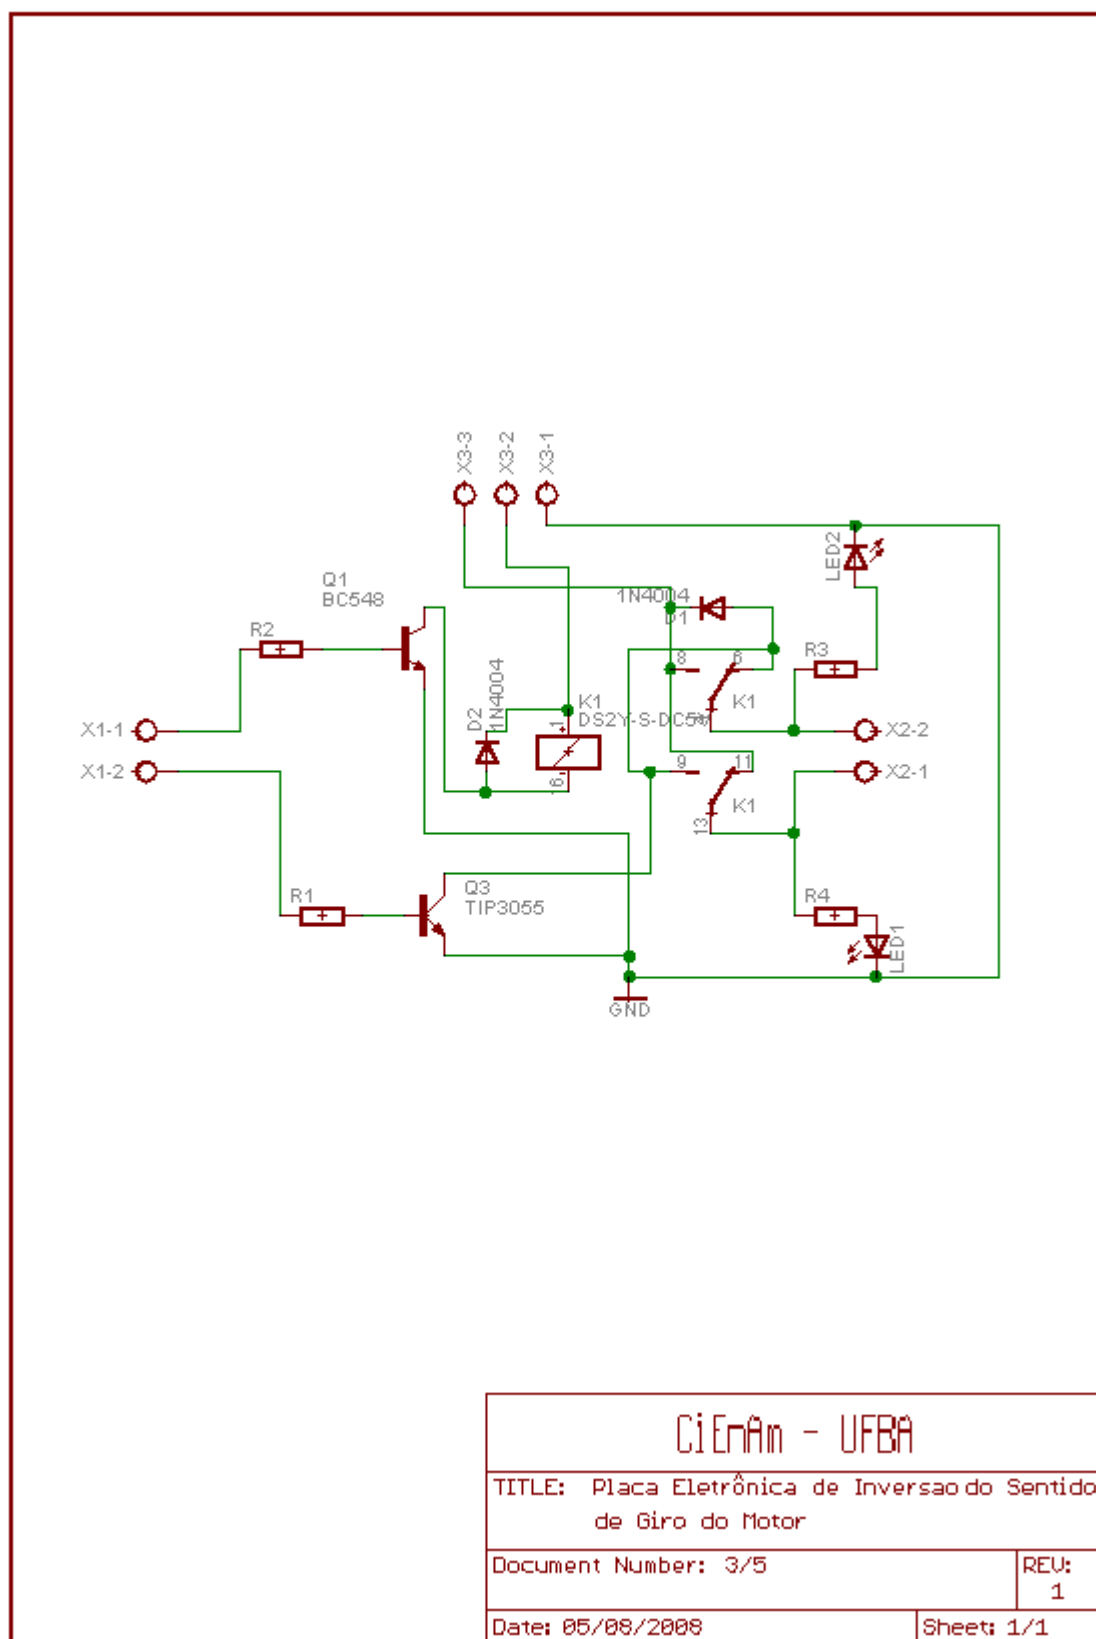 X3-3
X3-2
X3-1
LED2
Q1
BC548
1N4004
D1
R2
R3
8
6
D2
1N4004
K1
DS2Y-S-DC5V
1
K1
X1-1
X2-2
X1-2
X2-1
9
11
16
K1
13
R1
Q3
TIP3055
R4
LED1
GND
CiEnAm - UFBA
TITLE: Placa Eletrônica de Inversao do Sentido
de Giro do Motor
Document Number: 3/5
REV:
1
Date: 05/08/2008
Sheet: 1/1